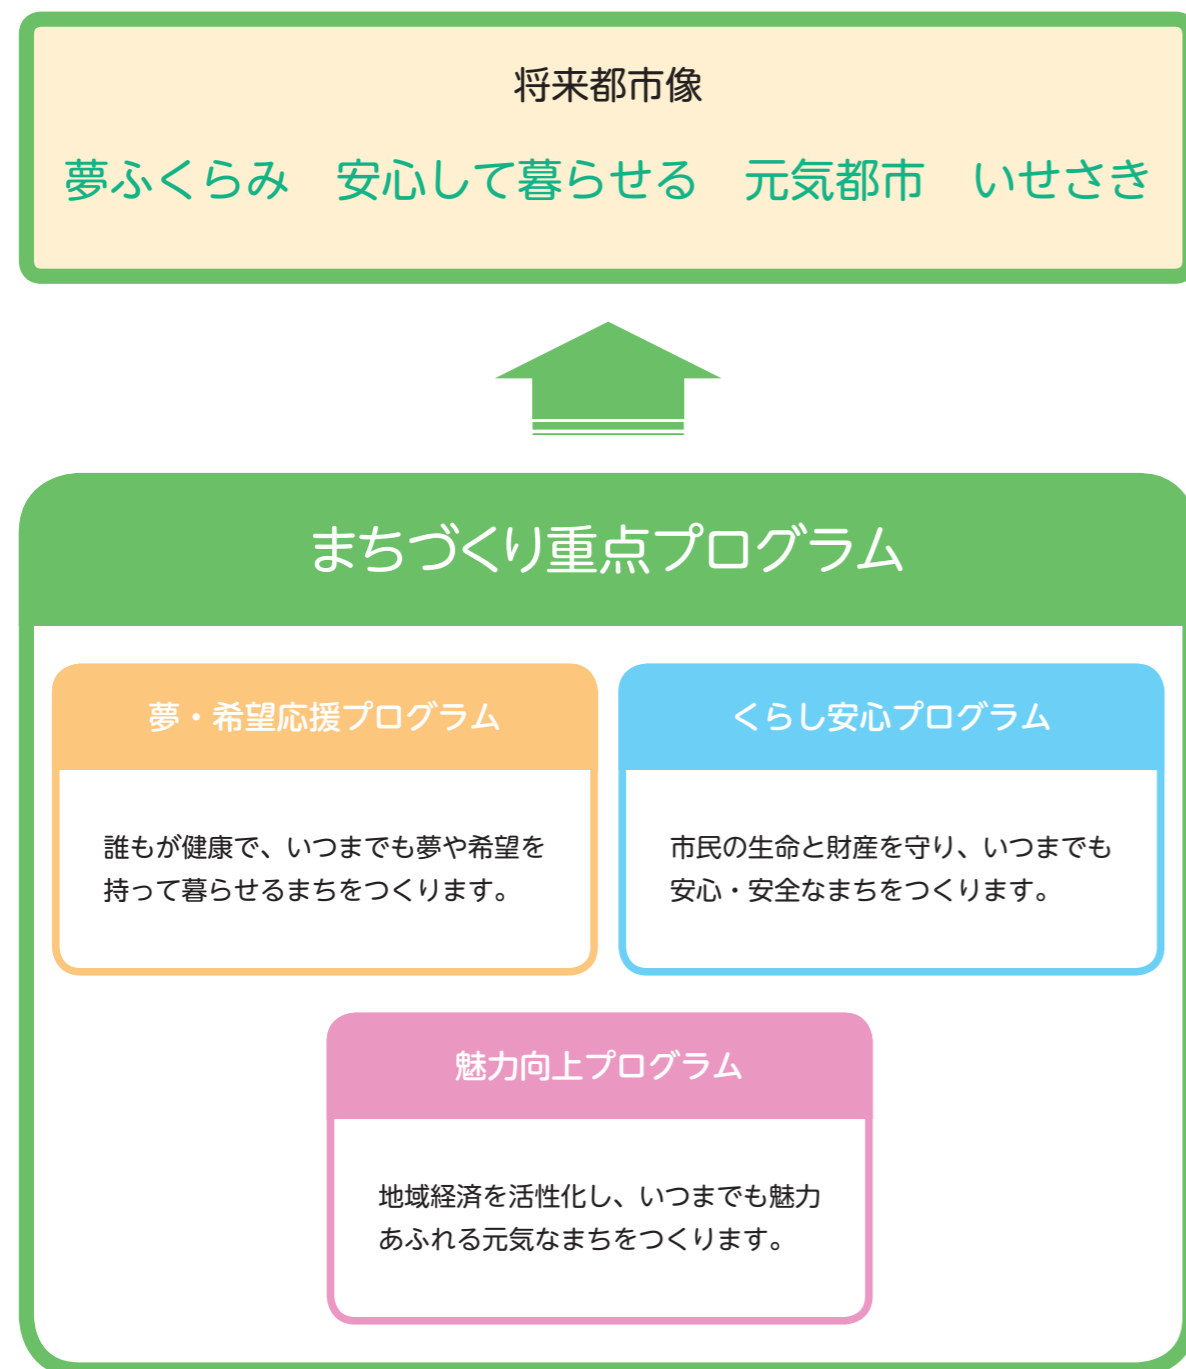 将来都市像
夢ふくらみ　安心して暮らせる　元気都市　いせさき
まちづくり重点プログラム
夢・希望応援プログラム
誰もが健康で、いつまでも夢や希望を
持って暮らせるまちをつくります。
くらし安心プログラム
市民の生命と財産を守り、いつまでも
安心・安全なまちをつくります。
魅力向上プログラム
地域経済を活性化し、いつまでも魅力
あふれる元気なまちをつくります。